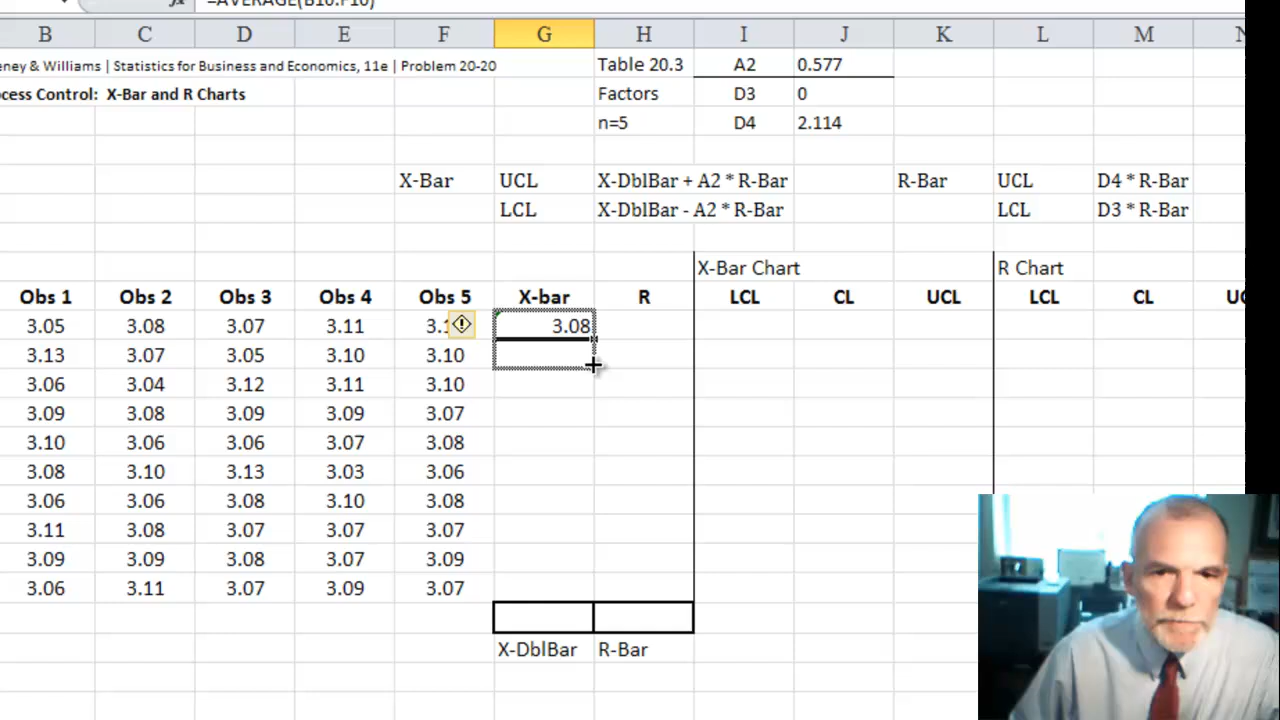 =AVERAGE(B10:F10)
B C D E F G H I J K L M N
eney & Williams | Statistics for Business and Economics, 11e | Problem 20-20 Table 20.3 A2 0.577
ocess Control: X-Bar and R Charts Factors D3 0
n=5 D4 2.114
X-Bar UCL X-DblBar + A2 * R-Bar R-Bar UCL D4 * R-Bar
LCL X-DblBar - A2 * R-Bar LCL D3 * R-Bar
X-Bar Chart R Chart
Obs 1 Obs 2 Obs 3 Obs 4 Obs 5 X-bar R LCL CL UCL LCL CL
3.05 3.08 3.07 3.11 3.08
3.13 3.07 3.05 3.10 3.10
3.06 3.04 3.12 3.11 3.10
3.09 3.08 3.09 3.09 3.07
3.10 3.06 3.06 3.07 3.08
3.08 3.10 3.13 3.03 3.06
3.06 3.06 3.08 3.10 3.08
3.11 3.08 3.07 3.07 3.07
3.09 3.09 3.08 3.07 3.09
3.06 3.11 3.07 3.09 3.07
X-DblBar R-Bar